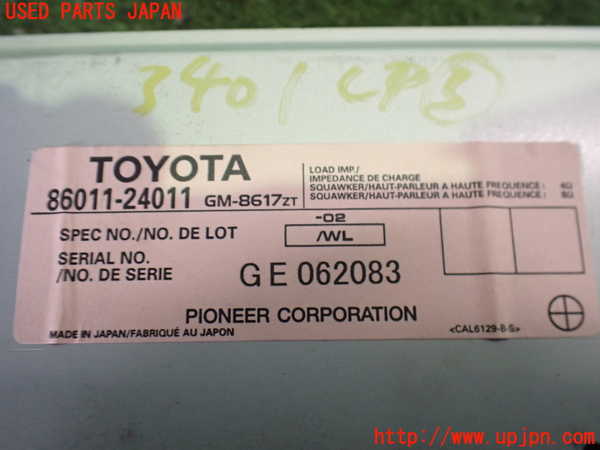 USED PARTS JAPAN
3401 CP3
TOYOTA
86011-24011 GM-8617ZT
LOAD IMP./
IMPEDANCE DE CHARGE
SQUAWKER/HAUT-PARLEUR A HAUTE FREQUENCE : 4Ω
SQUAWKER/HAUT-PARLEUR A HAUTE FREQUENCE : 8Ω
SPEC NO./NO. DE LOT
-02
/WL
SERIAL NO.
/NO. DE SERIE
GE062083
PIONEER CORPORATION
MADE IN JAPAN/FABRIQUÉ AU JAPON
<CAL6129-B-S>
U-Parts
http://www.upjpn.com/